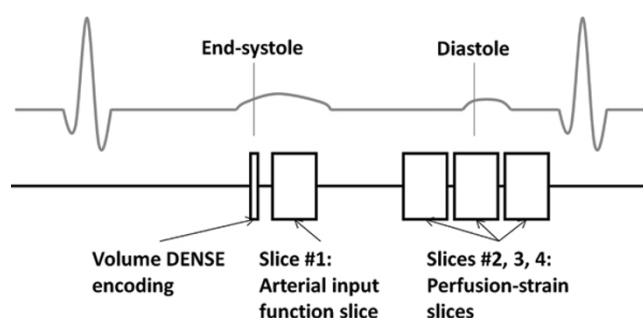 End-systole
Diastole
Volume DENSE
encoding
Slice #1:
Arterial input
function slice
Slices #2, 3, 4:
Perfusion-strain
slices